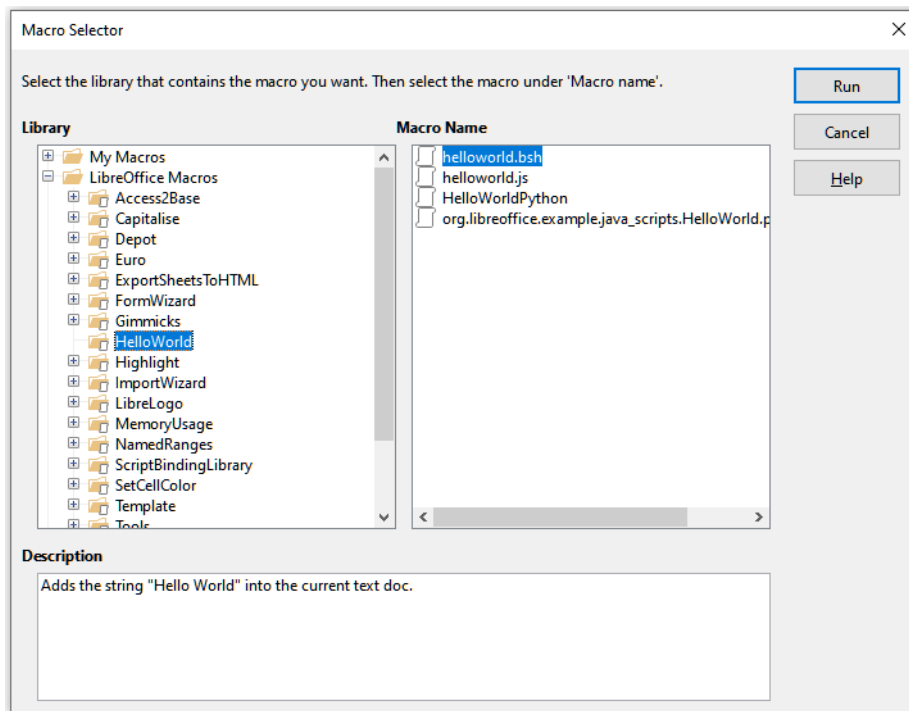 Macro Selector
Select the library that contains the macro you want. Then select the macro under 'Macro name'.
Run
Cancel
Help
Library
My Macros
LibreOffice Macros
Access2Base
Capitalise
Depot
Euro
ExportSheetsToHTML
FormWizard
Gimmicks
HelloWorld
Highlight
ImportWizard
LibreLogo
MemoryUsage
NamedRanges
ScriptBindingLibrary
SetCellColor
Template
Tools
Macro Name
helloworld.bsh
helloworld.js
HelloWorldPython
org.libreoffice.example.java_scripts.HelloWorld.p
Description
Adds the string "Hello World" into the current text doc.